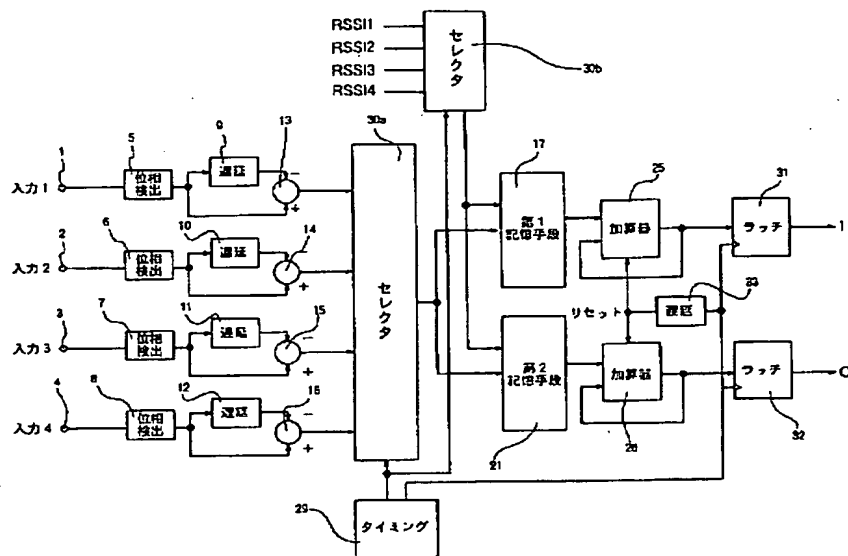 RSSI1
RSSI2
RSSI3
RSSI4
セレクタ
30b
30a
セレクタ
1
入力1
5
位相
検出
9
遅延
13
−
+
2
入力2
6
位相
検出
10
遅延
14
−
+
3
入力3
7
位相
検出
11
遅延
15
−
+
4
入力4
8
位相
検出
12
遅延
16
−
+
17
第1
記憶手段
25
加算器
31
ラッチ
I
リセット
遅延
33
第2
記憶手段
21
加算器
26
ラッチ
32
Q
29
タイミング